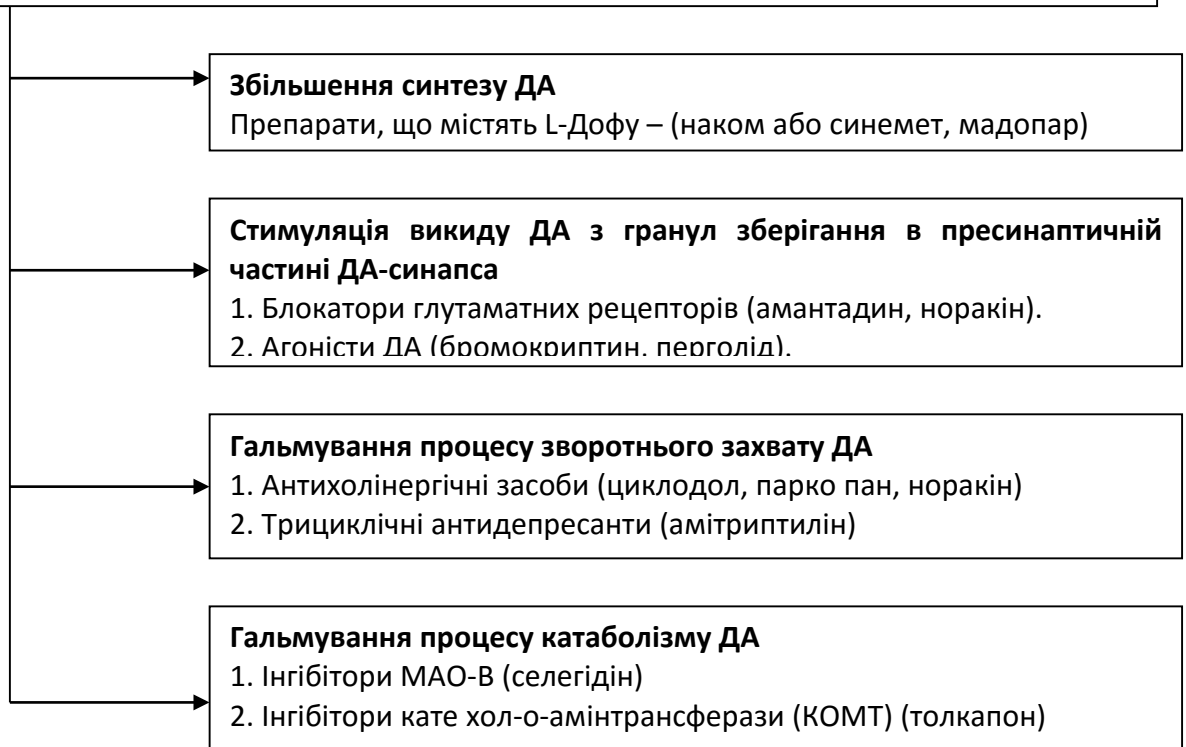 Збільшення синтезу ДА
Препарати, що містять L-Дофу – (наком або синемет, мадопар)
Стимуляція викиду ДА з гранул зберігання в пресинаптичній
частині ДА-синапса
1. Блокатори глутаматних рецепторів (амантадин, норакін).
2. Агоністи ДА (бромокриптин, перголід).
Гальмування процесу зворотнього захвату ДА
1. Антихолінергічні засоби (циклодол, парко пан, норакін)
2. Трициклічні антидепресанти (амітриптилін)
Гальмування процесу катаболізму ДА
1. Інгібітори МАО-В (селегідін)
2. Інгібітори кате хол-о-амінтрансферази (КОМТ) (толкапон)